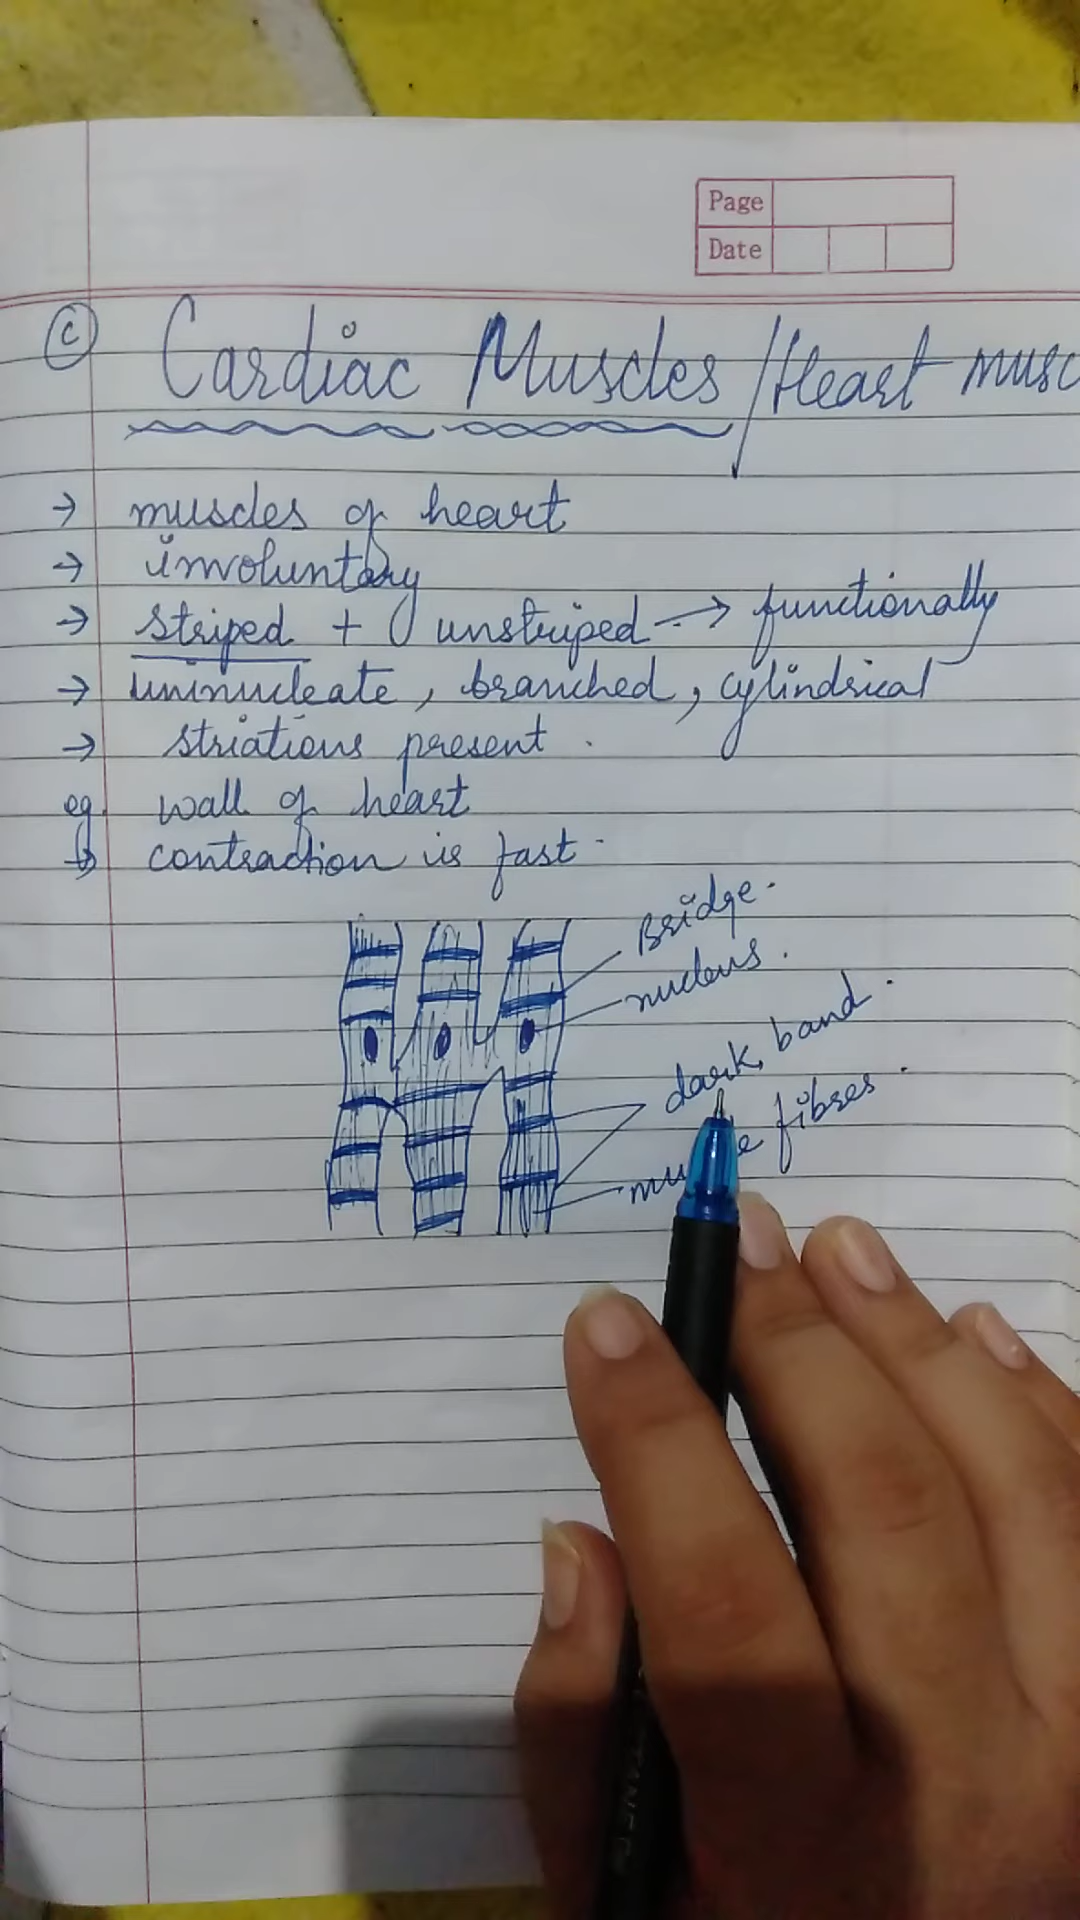 Page
Date
(c) Cardiac Muscles / Heart musc
→ muscles of heart
→ involuntary
→ striped + unstriped → functionally
→ uninucleate, branched, cylindrical
→ striations present.
eg. wall of heart
→ contraction is fast.
Bridge.
nucleus.
dark band.
fibres.